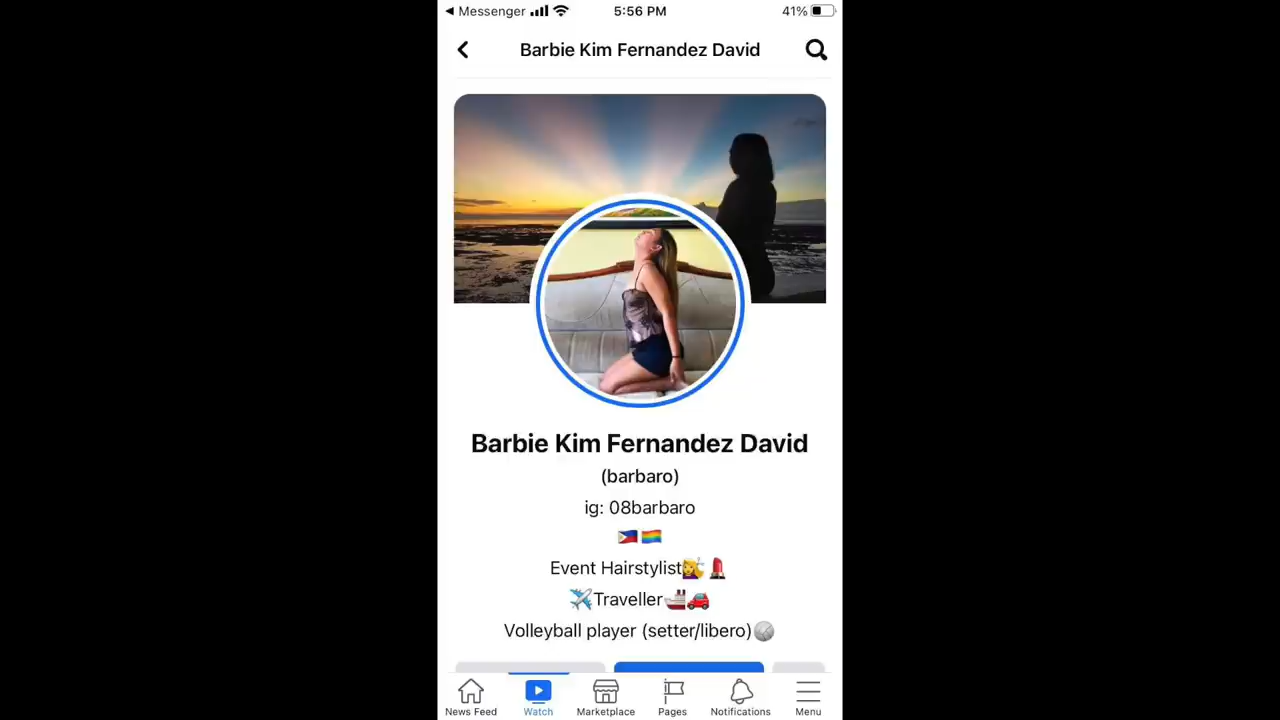 Messenger 5:56 PM 41%
Barbie Kim Fernandez David
Barbie Kim Fernandez David
(barbaro)
ig: 08barbaro
🇵🇭🏳️‍🌈
Event Hairstylist💇‍♀️💄
✈️Traveller🚢🚗
Volleyball player (setter/libero)🏐
News Feed Watch Marketplace Pages Notifications Menu